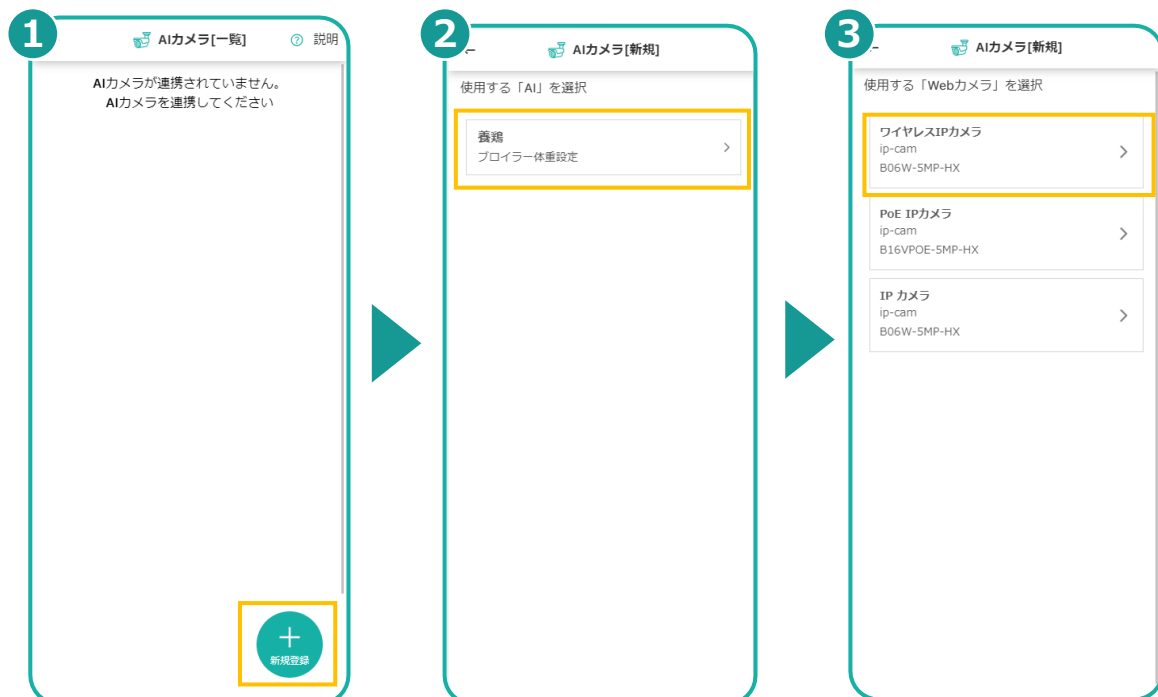 1
AIカメラ[一覧]
説明
AIカメラが連携されていません。
AIカメラを連携してください
新規登録
2
AIカメラ[新規]
使用する「AI」を選択
養鶏
ブロイラー体重設定
3
AIカメラ[新規]
使用する「Webカメラ」を選択
ワイヤレスIPカメラ
ip-cam
B06W-5MP-HX
PoE IPカメラ
ip-cam
B16VPOE-5MP-HX
IP カメラ
ip-cam
B06W-5MP-HX